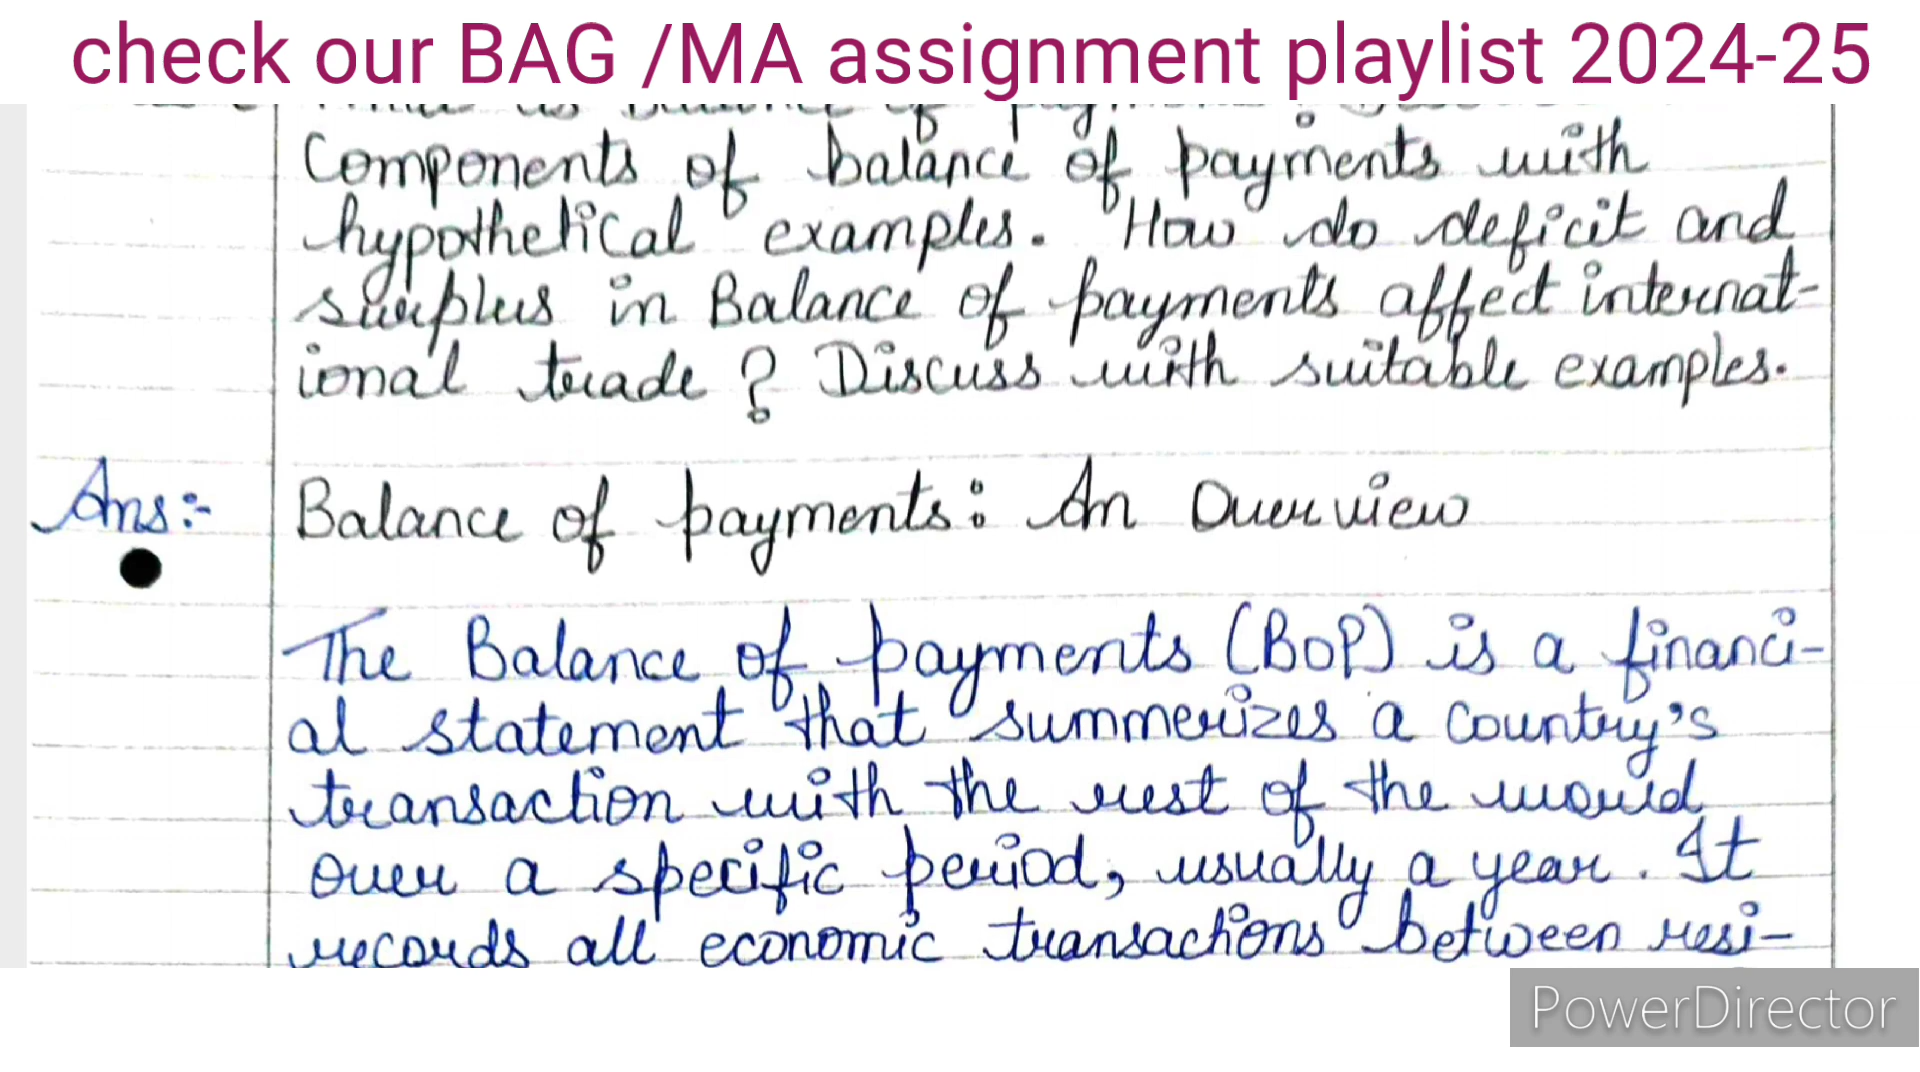 check our BAG /MA assignment playlist 2024-25
of
Components of balance of payments with
hypothetical examples. How do deficit and
surplus in Balance of payments affect internat-
ional trade? Discuss with suitable examples.
Ans:- Balance of payments: An Overview
The Balance of payments (BOP) is a financi-
al statement that summerizes a country's
transaction with the rest of the world
over a specific period, usually a year. It
records all economic transactions between resi-
PowerDirector